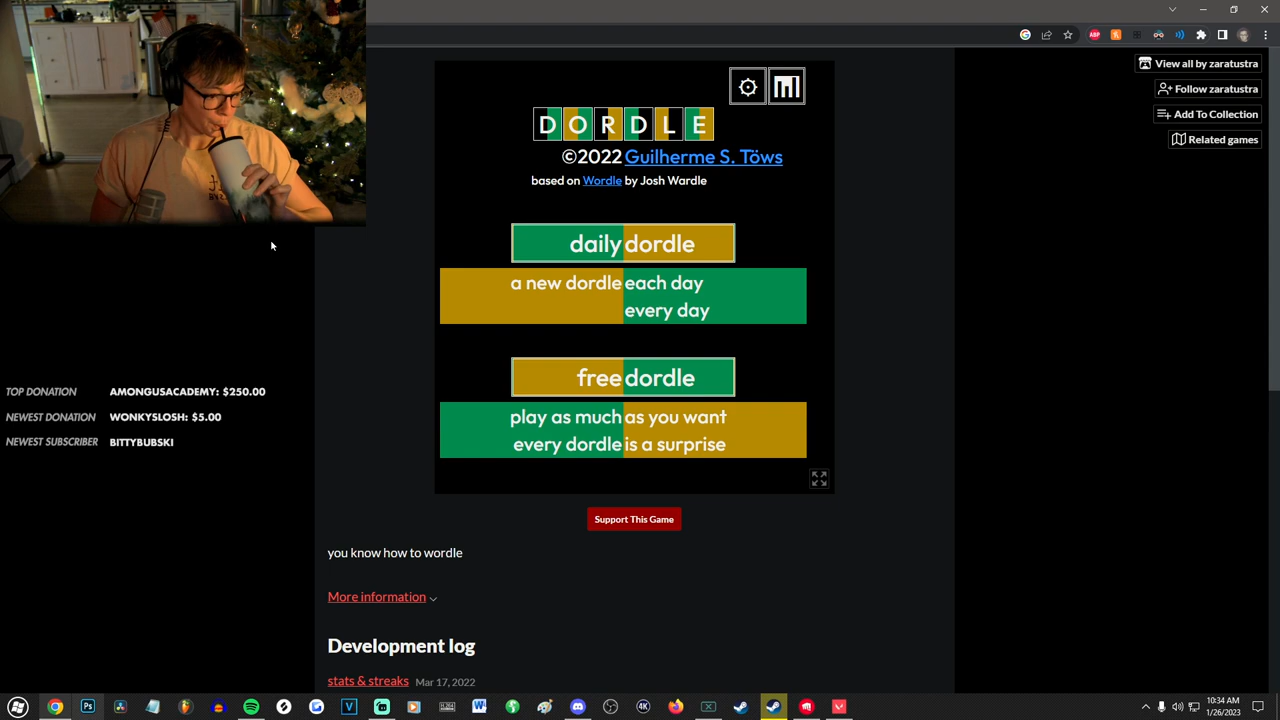 View all by zaratustra
Follow zaratustra
Add To Collection
Related games
DORDLE
©2022 Guilherme S. Töws
based on Wordle by Josh Wardle
daily dordle
a new dordle each day
every day
free dordle
play as much as you want
every dordle is a surprise
Support This Game
you know how to wordle
More information
Development log
stats & streaks Mar 17, 2022
TOP DONATION AMONGUSACADEMY: $250.00
NEWEST DONATION WONKYSLOSH: $5.00
NEWEST SUBSCRIBER BITTYBUBSKI
10:34 AM
1/26/2023